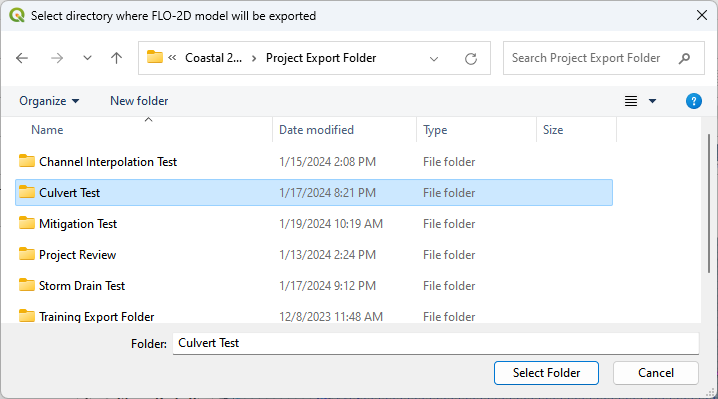 Select directory where FLO-2D model will be exported
« Coastal 2... > Project Export Folder
Search Project Export Folder
Organize New folder
Name Date modified Type Size
Channel Interpolation Test 1/15/2024 2:08 PM File folder
Culvert Test 1/17/2024 8:21 PM File folder
Mitigation Test 1/19/2024 10:19 AM File folder
Project Review 1/13/2024 2:24 PM File folder
Storm Drain Test 1/17/2024 9:12 PM File folder
Training Export Folder 12/8/2023 11:48 AM File folder
Folder: Culvert Test
Select Folder Cancel